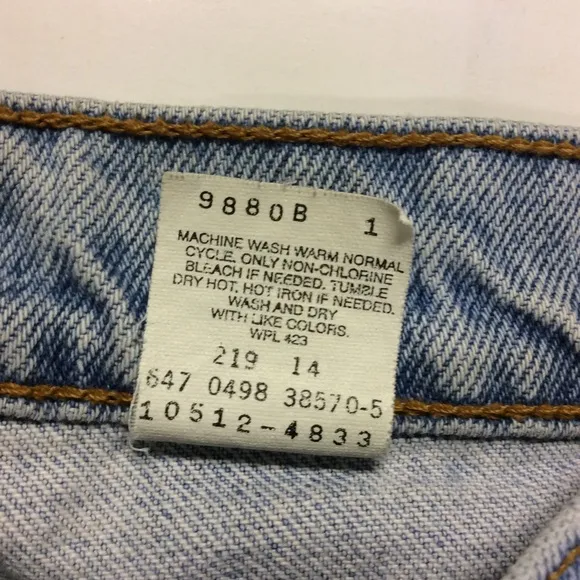 9880B 1
MACHINE WASH WARM NORMAL
CYCLE. ONLY NON-CHLORINE
BLEACH IF NEEDED. TUMBLE
DRY HOT. HOT IRON IF NEEDED.
WASH AND DRY
WITH LIKE COLORS.
WPL 423
219 14
647 0498 38570-5
10512-4833